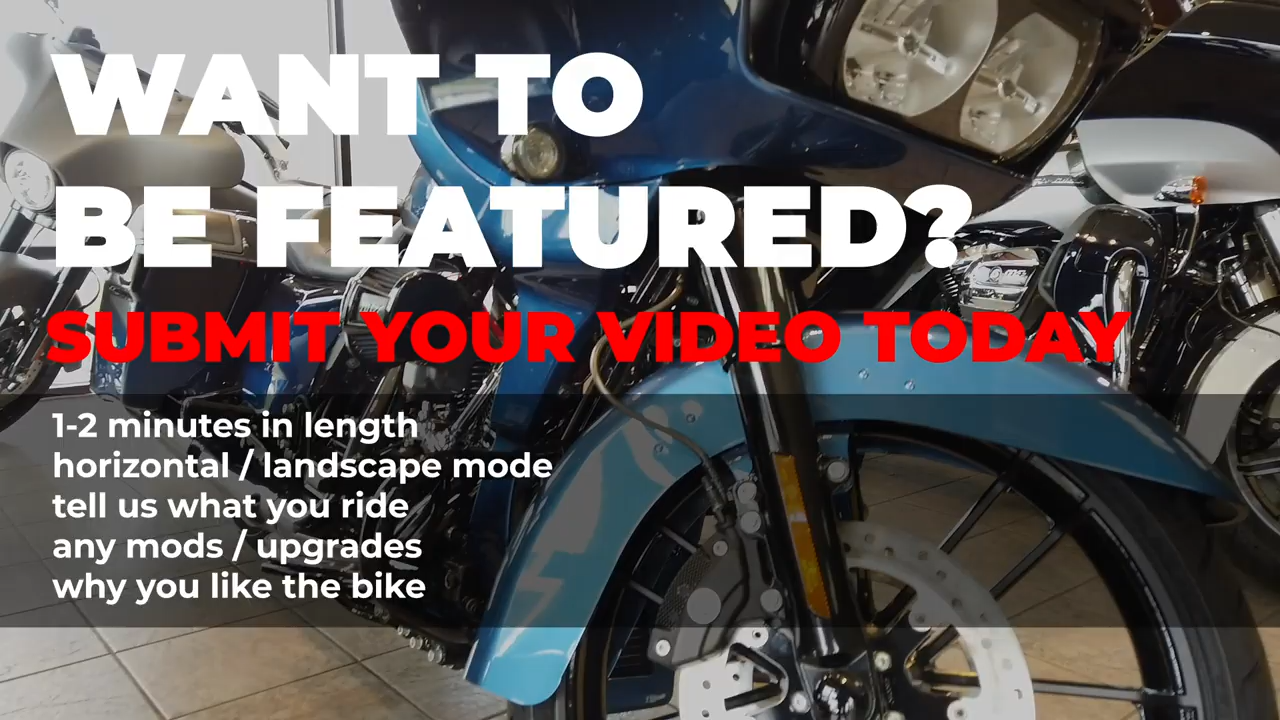 WANT TO
BE FEATURED?
SUBMIT YOUR VIDEO TODAY
1-2 minutes in length
horizontal / landscape mode
tell us what you ride
any mods / upgrades
why you like the bike